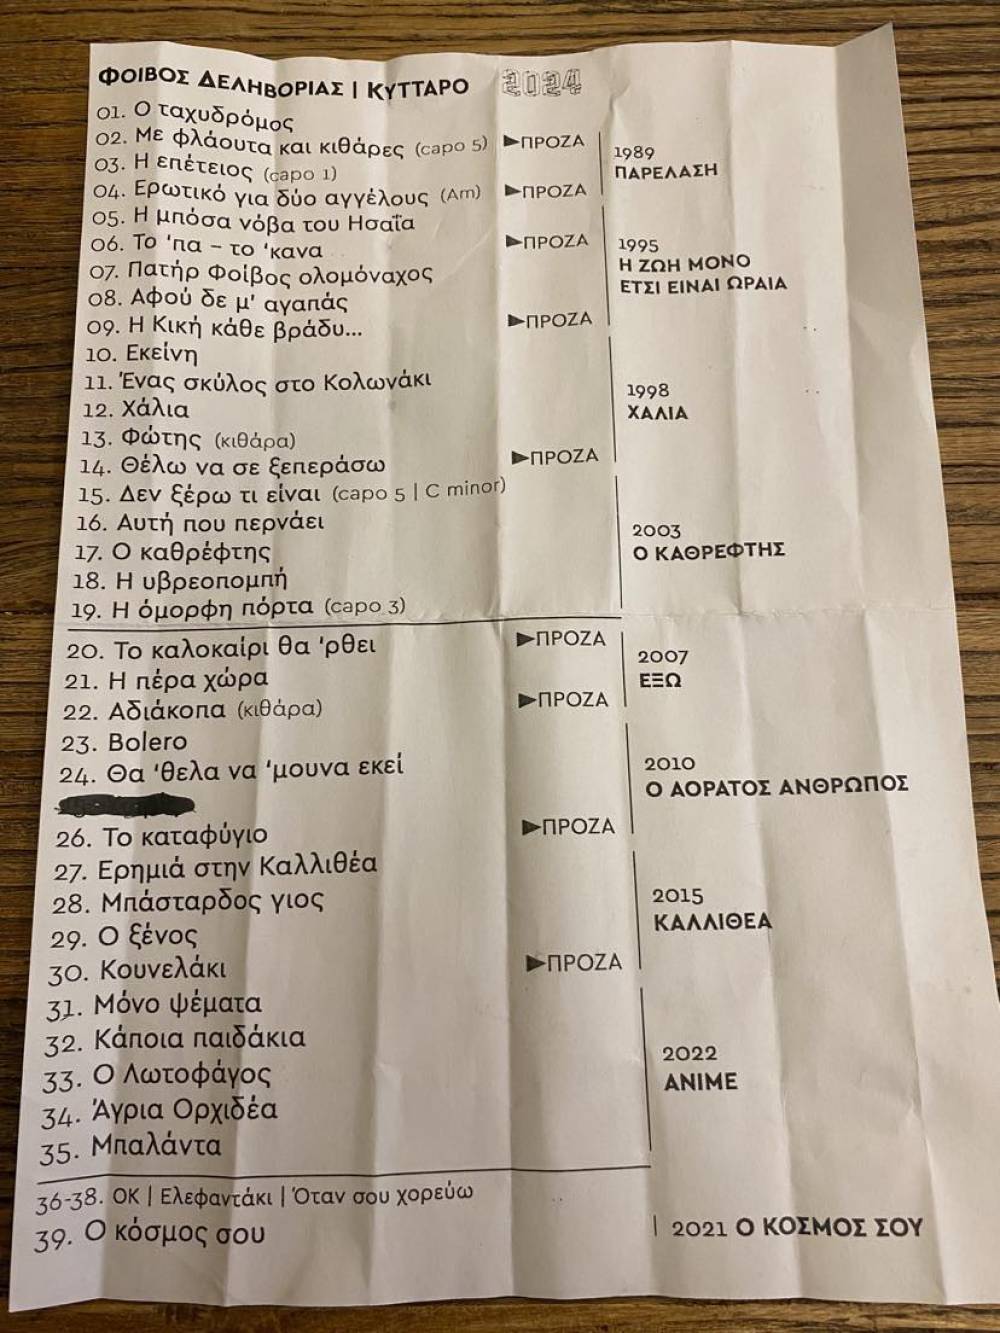 ΦΟΙΒΟΣ ΔΕΛΗΒΟΡΙΑΣ | ΚΥΤΤΑΡΟ 2024
01. Ο ταχυδρόμος
02. Με φλάουτα και κιθάρες (capo 5) ►ΠΡΟΖΑ
03. Η επέτειος (capo 1)
1989
ΠΑΡΕΛΑΣΗ
04. Ερωτικό για δύο αγγέλους (Am) ►ΠΡΟΖΑ
05. Η μπόσα νόβα του Ησαΐα
06. Το 'πα – το 'κανα ►ΠΡΟΖΑ
07. Πατήρ Φοίβος ολομόναχος
1995
Η ΖΩΗ ΜΟΝΟ
ΕΤΣΙ ΕΙΝΑΙ ΩΡΑΙΑ
08. Αφού δε μ' αγαπάς
09. Η Κική κάθε βράδυ... ►ΠΡΟΖΑ
10. Εκείνη
11. Ένας σκύλος στο Κολωνάκι
12. Χάλια
1998
ΧΑΛΙΑ
13. Φώτης (κιθάρα)
14. Θέλω να σε ξεπεράσω ►ΠΡΟΖΑ
15. Δεν ξέρω τι είναι (capo 5 | C minor)
16. Αυτή που περνάει
17. Ο καθρέφτης
2003
Ο ΚΑΘΡΕΦΤΗΣ
18. Η υβρεοπομπή
19. Η όμορφη πόρτα (capo 3)
20. Το καλοκαίρι θα 'ρθει ►ΠΡΟΖΑ
21. Η πέρα χώρα
2007
ΕΞΩ
22. Αδιάκοπα (κιθάρα) ►ΠΡΟΖΑ
23. Bolero
24. Θα 'θελα να 'μουνα εκεί
2010
Ο ΑΟΡΑΤΟΣ ΑΝΘΡΩΠΟΣ
26. Το καταφύγιο ►ΠΡΟΖΑ
27. Ερημιά στην Καλλιθέα
28. Μπάσταρδος γιος
2015
ΚΑΛΛΙΘΕΑ
29. Ο ξένος
30. Κουνελάκι ►ΠΡΟΖΑ
31. Μόνο ψέματα
32. Κάποια παιδάκια
33. Ο Λωτοφάγος
2022
ΑΝΙΜΕ
34. Άγρια Ορχιδέα
35. Μπαλάντα
36-38. ΟΚ | Ελεφαντάκι | Όταν σου χορεύω
39. Ο κόσμος σου | 2021 Ο ΚΟΣΜΟΣ ΣΟΥ